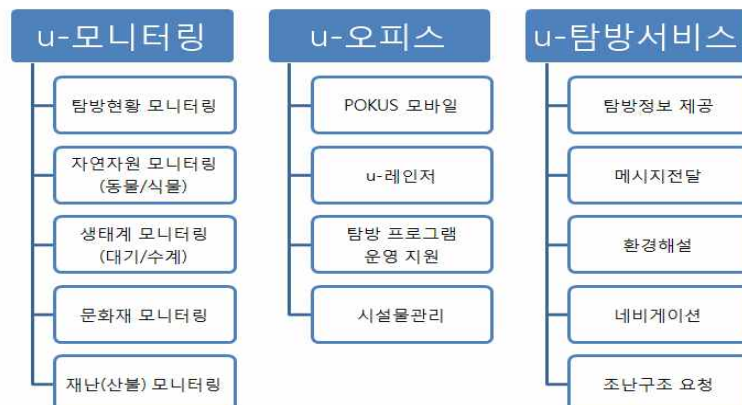 u-모니터링
탐방현황 모니터링
자연자원 모니터링
(동물/식물)
생태계 모니터링
(대기/수계)
문화재 모니터링
재난(산불) 모니터링
u-오피스
POKUS 모바일
u-레인저
탐방 프로그램
운영 지원
시설물관리
u-탐방서비스
탐방정보 제공
메시지전달
환경해설
네비게이션
조난구조 요청